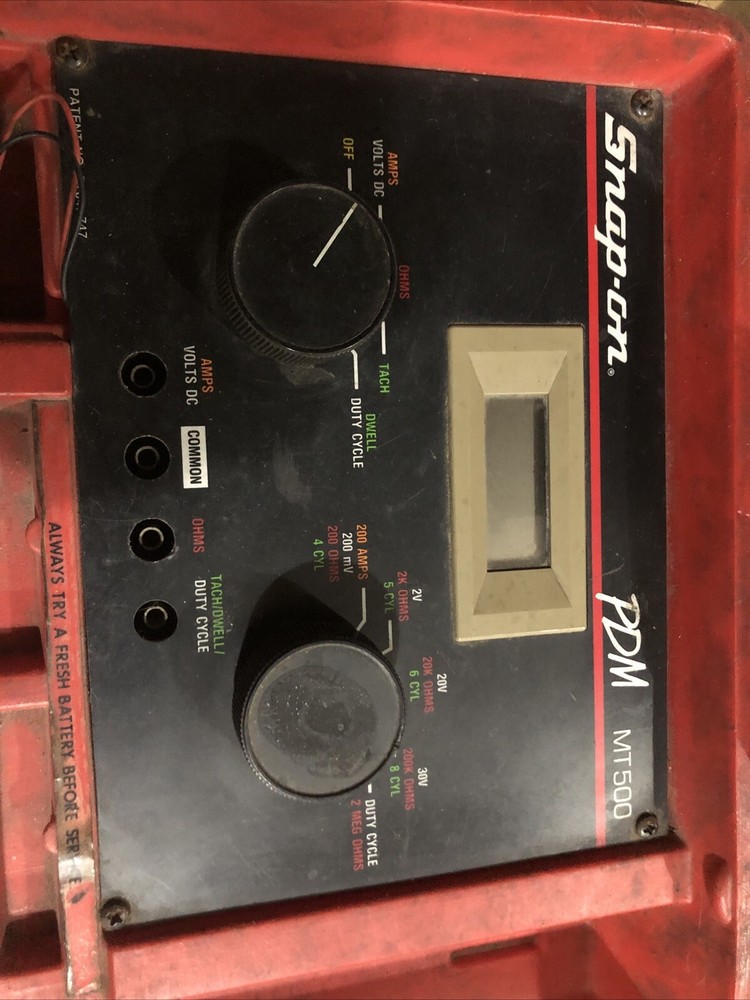 Snap-on®
PDM MT500
OFF
AMPS
VOLTS DC
OHMS
TACH
DWELL
DUTY CYCLE
200 AMPS
200 mV
200 OHMS
4 CYL
2V
2K OHMS
5 CYL
20V
20K OHMS
6 CYL
30V
200K OHMS
8 CYL
DUTY CYCLE
2 MEG OHMS
AMPS
VOLTS DC
COMMON
OHMS
TACH/DWELL/
DUTY CYCLE
PATENT
747
ALWAYS TRY A FRESH BATTERY BEFORE